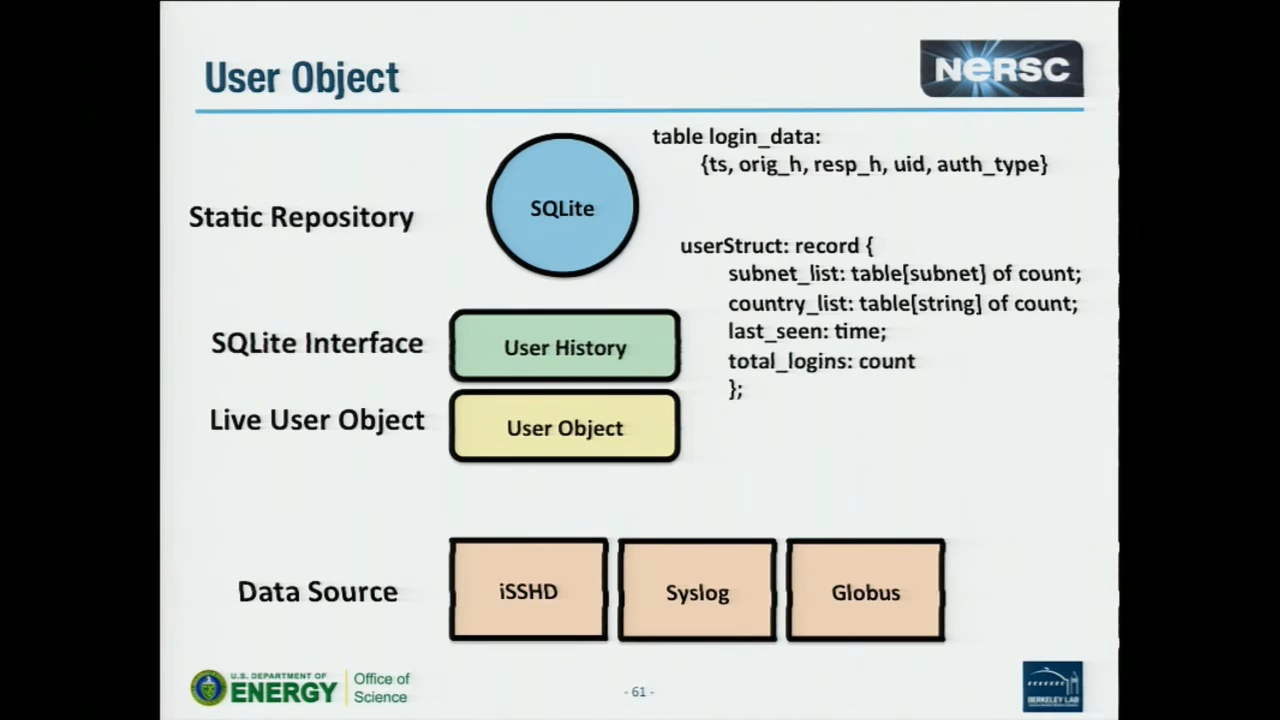 User Object
NERSC
table login_data:
{ts, orig_h, resp_h, uid, auth_type}
SQLite
Static Repository
userStruct: record {
subnet_list: table[subnet] of count;
country_list: table[string] of count;
last_seen: time;
total_logins: count
};
SQLite Interface
User History
Live User Object
User Object
Data Source
iSSHD
Syslog
Globus
U.S. DEPARTMENT OF
ENERGY
Office of
Science
- 61 -
BERKELEY LAB